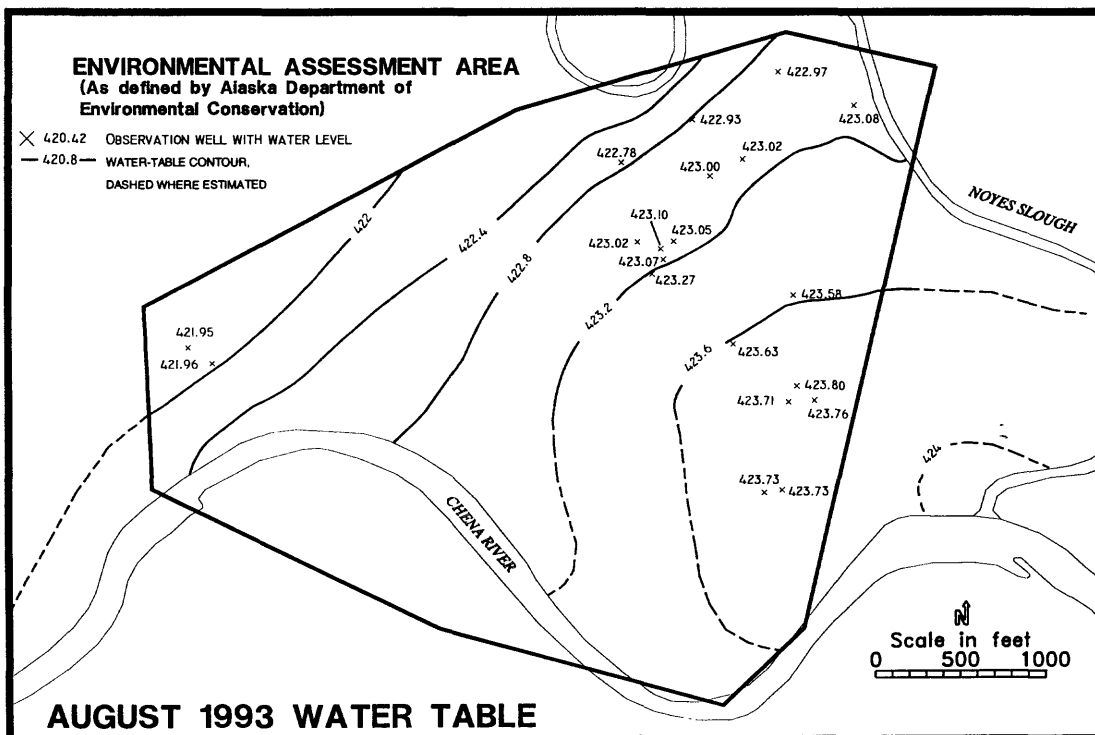 ENVIRONMENTAL ASSESSMENT AREA
(As defined by Alaska Department of
Environmental Conservation)
420.42 OBSERVATION WELL WITH WATER LEVEL
420.8 WATER-TABLE CONTOUR,
DASHED WHERE ESTIMATED
422.97
423.08
422.93
422.78
423.02
423.00
NOYES SLOUGH
422
422.4
422.8
423.10
423.02
423.05
423.07
423.27
423.2
423.58
421.95
421.96
423.6
423.63
423.80
423.71
423.76
424
423.73
423.73
CHENA RIVER
N
Scale in feet
0 500 1000
AUGUST 1993 WATER TABLE